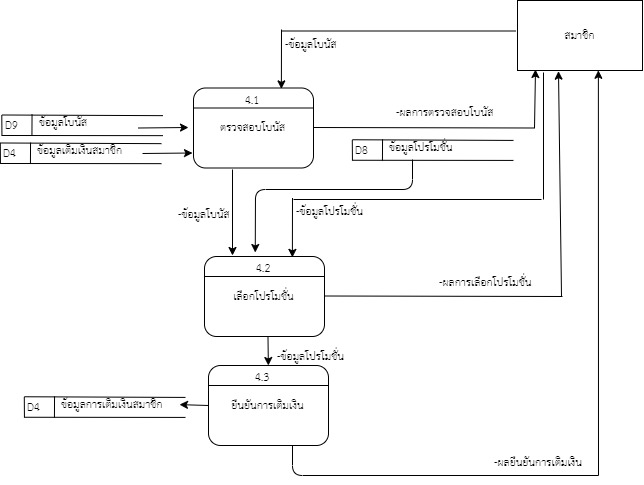 สมาชิก
-ข้อมูลโบนัส
4.1
ตรวจสอบโบนัส
-ผลการตรวจสอบโบนัส
D9 ข้อมูลโบนัส
D4 ข้อมูลเติมเงินสมาชิก
D8 ข้อมูลโปรโมชั่น
-ข้อมูลโบนัส
-ข้อมูลโปรโมชั่น
4.2
เลือกโปรโมชั่น
-ผลการเลือกโปรโมชั่น
-ข้อมูลโปรโมชั่น
4.3
ยืนยันการเติมเงิน
D4 ข้อมูลการเติมเงินสมาชิก
-ผลยืนยันการเติมเงิน